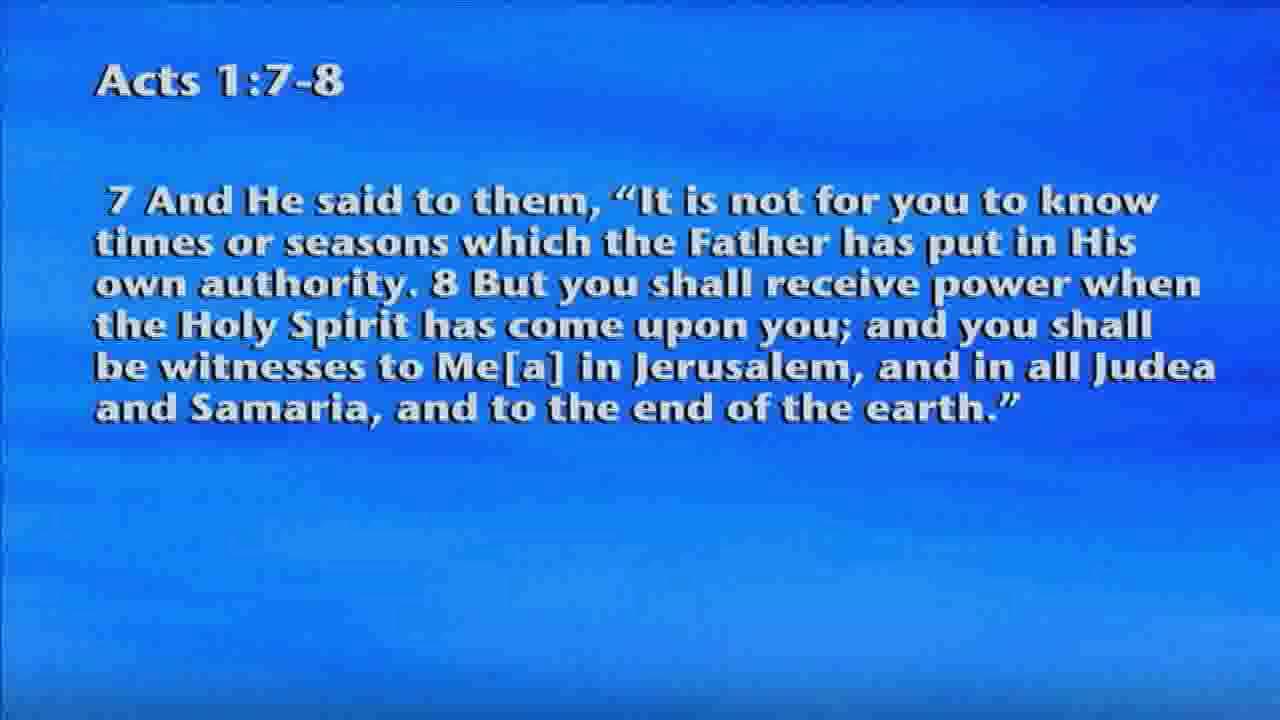 Acts 1:7-8
7 And He said to them, “It is not for you to know
times or seasons which the Father has put in His
own authority. 8 But you shall receive power when
the Holy Spirit has come upon you; and you shall
be witnesses to Me[a] in Jerusalem, and in all Judea
and Samaria, and to the end of the earth.”